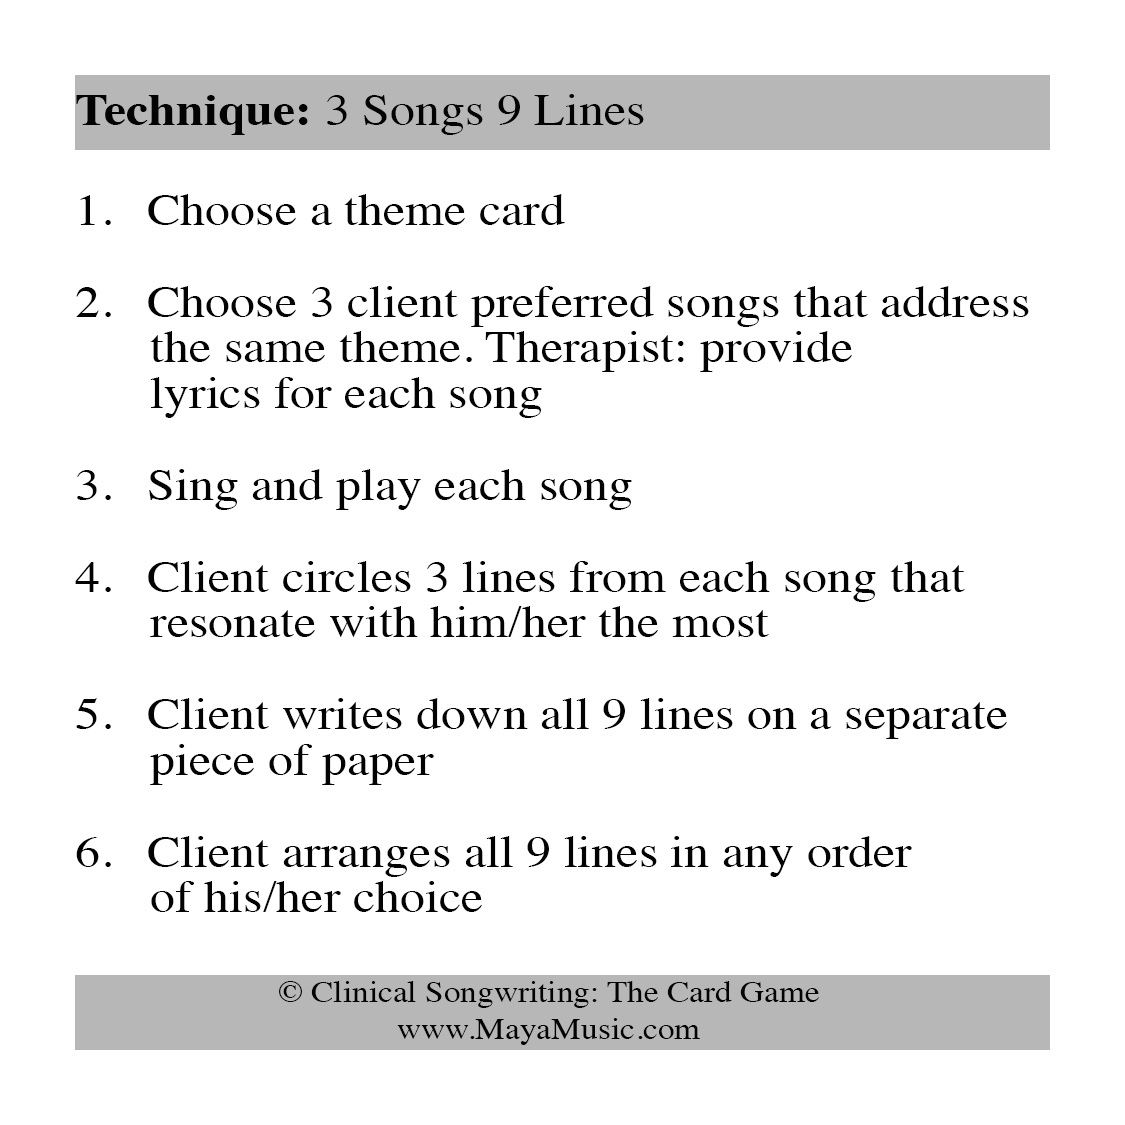 Technique: 3 Songs 9 Lines
1. Choose a theme card
2. Choose 3 client preferred songs that address
the same theme. Therapist: provide
lyrics for each song
3. Sing and play each song
4. Client circles 3 lines from each song that
resonate with him/her the most
5. Client writes down all 9 lines on a separate
piece of paper
6. Client arranges all 9 lines in any order
of his/her choice
© Clinical Songwriting: The Card Game
www.MayaMusic.com